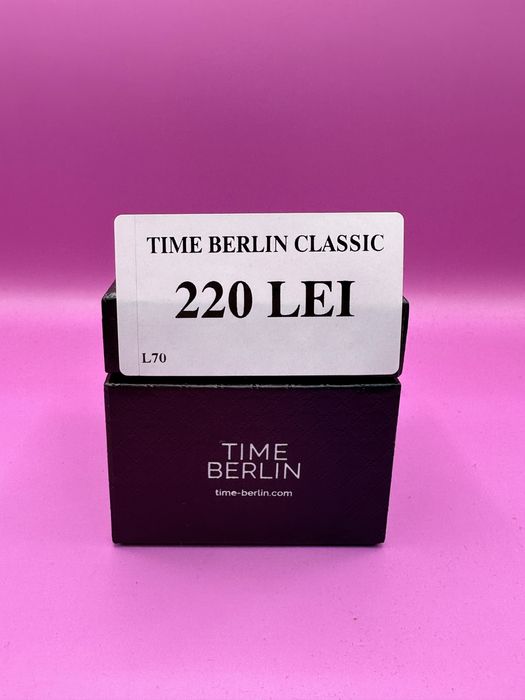 TIME BERLIN CLASSIC
220 LEI
L70
TIME
BERLIN
time-berlin.com